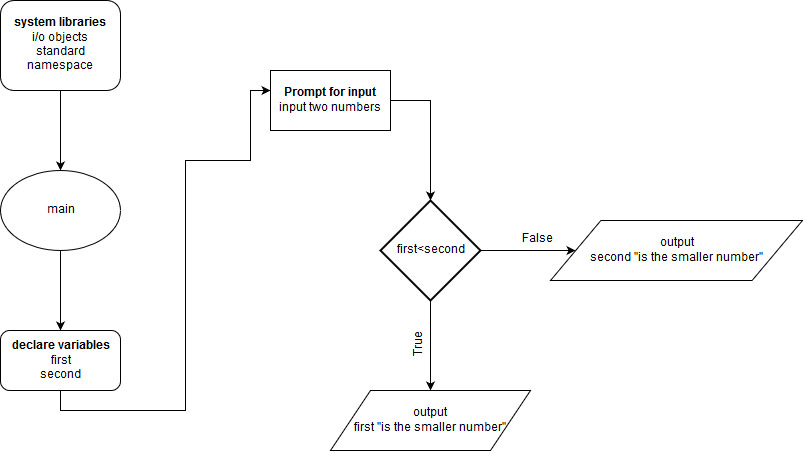 system libraries
i/o objects
standard
namespace
main
declare variables
first
second
Prompt for input
input two numbers
first<second
False
output
second "is the smaller number"
True
output
first "is the smaller number"